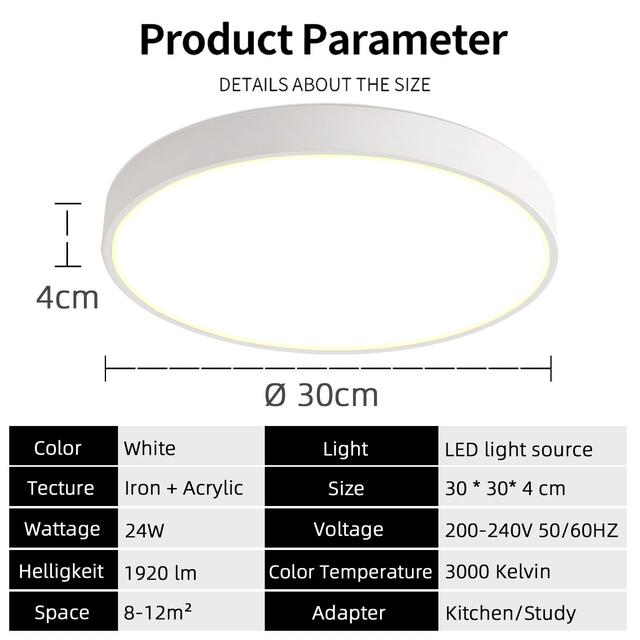 Product Parameter
DETAILS ABOUT THE SIZE
4cm
Ø 30cm
Color White Light LED light source
Tecture Iron + Acrylic Size 30 * 30* 4 cm
Wattage 24W Voltage 200-240V 50/60HZ
Helligkeit 1920 lm Color Temperature 3000 Kelvin
Space 8-12m² Adapter Kitchen/Study